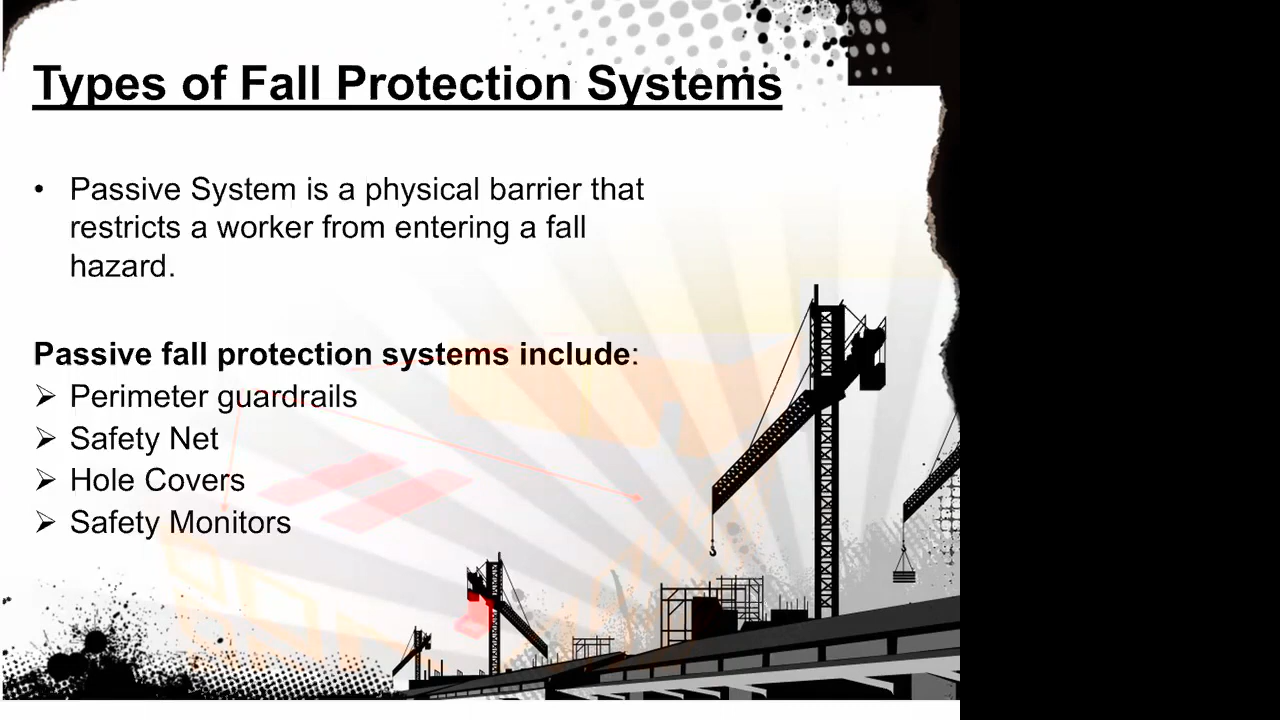 Types of Fall Protection Systems
• Passive System is a physical barrier that
restricts a worker from entering a fall
hazard.
Passive fall protection systems include:
➢ Perimeter guardrails
➢ Safety Net
➢ Hole Covers
➢ Safety Monitors